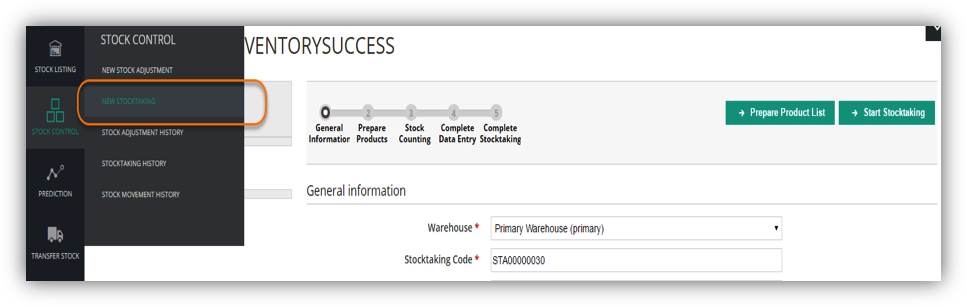 STOCK LISTING
STOCK CONTROL
PREDICTION
TRANSFER STOCK
STOCK CONTROL
NEW STOCK ADJUSTMENT
NEW STOCKTAKING
STOCK ADJUSTMENT HISTORY
STOCKTAKING HISTORY
STOCK MOVEMENT HISTORY
VENTORYSUCCESS
2 3 4 5
General Prepare Stock Complete Complete
Informatior Products Counting Data Entry Stocktaking
→ Prepare Product List → Start Stocktaking
General information
Warehouse * Primary Warehouse (primary)
Stocktaking Code * STA00000030